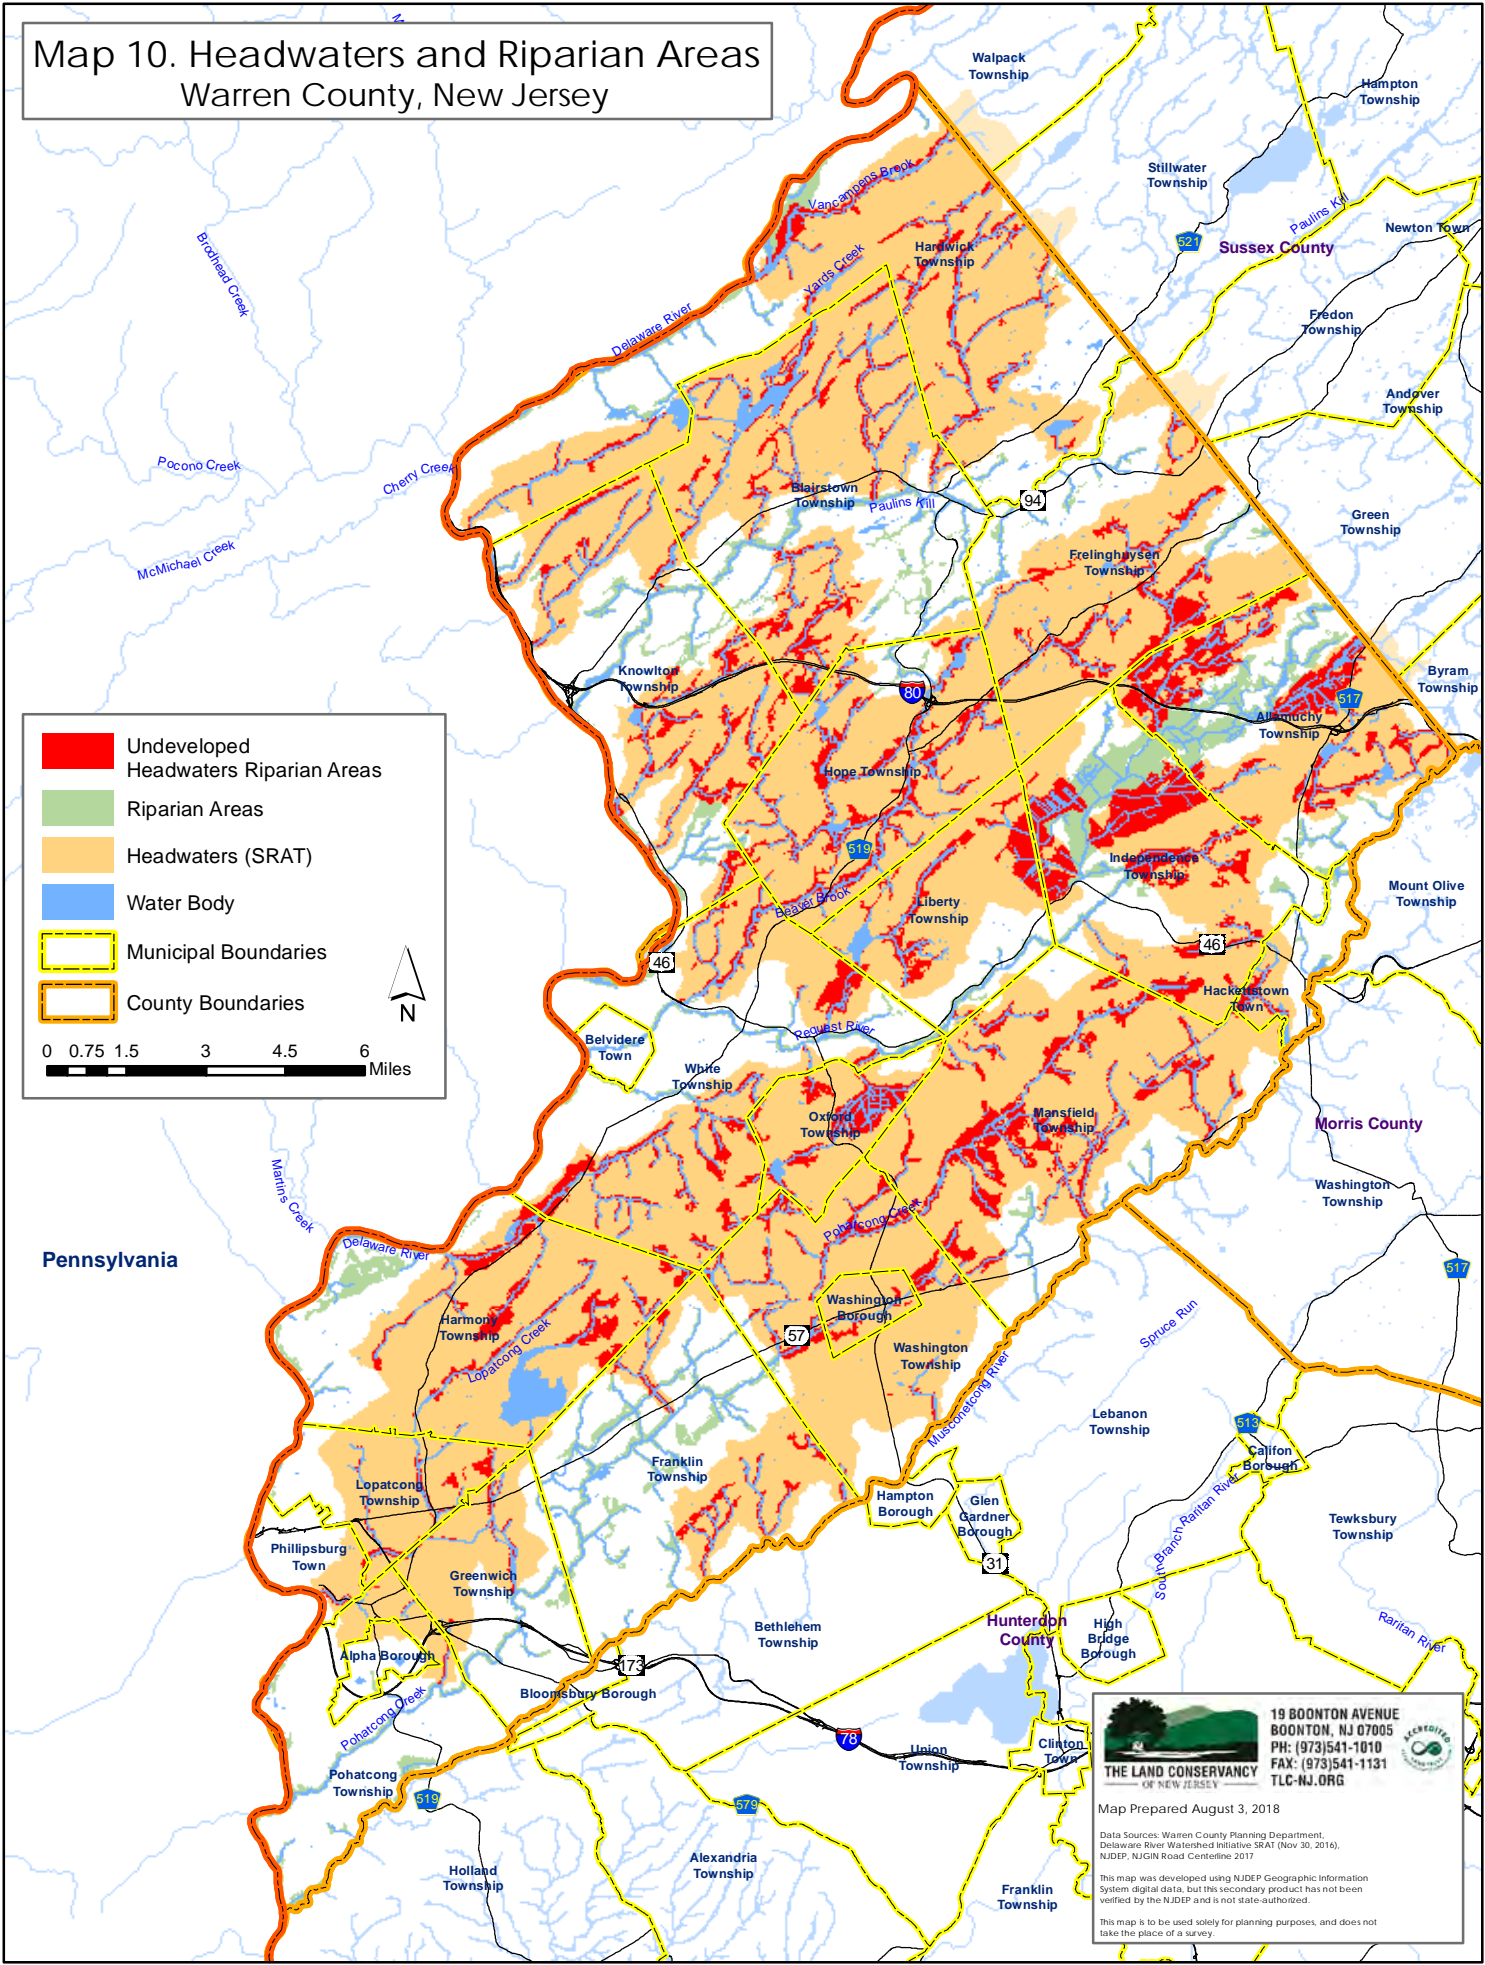 Map 10. Headwaters and Riparian Areas
Warren County, New Jersey
Walpack
Township
Hampton
Township
Stillwater
Township
Vancampens Brook
Paulins Kill
Newton Town
521
Sussex County
Hardwick
Township
Yards Creek
Brodhead Creek
Delaware River
Fredon
Township
Andover
Township
Pocono Creek
Cherry Creek
Blairstown
Township
Paulins Kill
94
Green
Township
McMichael Creek
Frelinghuysen
Township
Knowlton
Township
80
Byram
Township
517
Allamuchy
Township
Hope Township
519
Independence
Township
Beaver Brook
Liberty
Township
Mount Olive
Township
46
46
Hackettstown
Town
Request River
Belvidere
Town
White
Township
Oxford
Township
Mansfield
Township
Morris County
Washington
Township
Martins Creek
Delaware River
Pohatcong Creek
Pennsylvania
517
Washington
Borough
Harmony
Township
Lopatcong Creek
57
Washington
Township
Spruce Run
Musconetcong River
Lebanon
Township
513
Califon
Borough
Franklin
Township
Lopatcong
Township
Hampton
Borough
Glen
Gardner
Borough
South Branch Raritan River
Tewksbury
Township
Phillipsburg
Town
31
Greenwich
Township
Bethlehem
Township
Hunterdon
County
High
Bridge
Borough
Raritan River
Alpha Borough
173
Bloomsbury Borough
Pohatcong Creek
78
Union
Township
Clinton
Town
Pohatcong
Township
519
579
Holland
Township
Alexandria
Township
Franklin
Township
Undeveloped
Headwaters Riparian Areas
Riparian Areas
Headwaters (SRAT)
Water Body
Municipal Boundaries
County Boundaries
N
0 0.75 1.5 3 4.5 6
Miles
THE LAND CONSERVANCY
OF NEW JERSEY
19 BOONTON AVENUE
BOONTON, NJ 07005
PH: (973)541-1010
FAX: (973)541-1131
TLC-NJ.ORG
ACCREDITED
Map Prepared August 3, 2018
Data Sources: Warren County Planning Department,
Delaware River Watershed Initiative SRAT (Nov 30, 2016),
NJDEP, NJGIN Road Centerline 2017
This map was developed using NJDEP Geographic Information
System digital data, but this secondary product has not been
verified by the NJDEP and is not state-authorized.
This map is to be used solely for planning purposes, and does not
take the place of a survey.